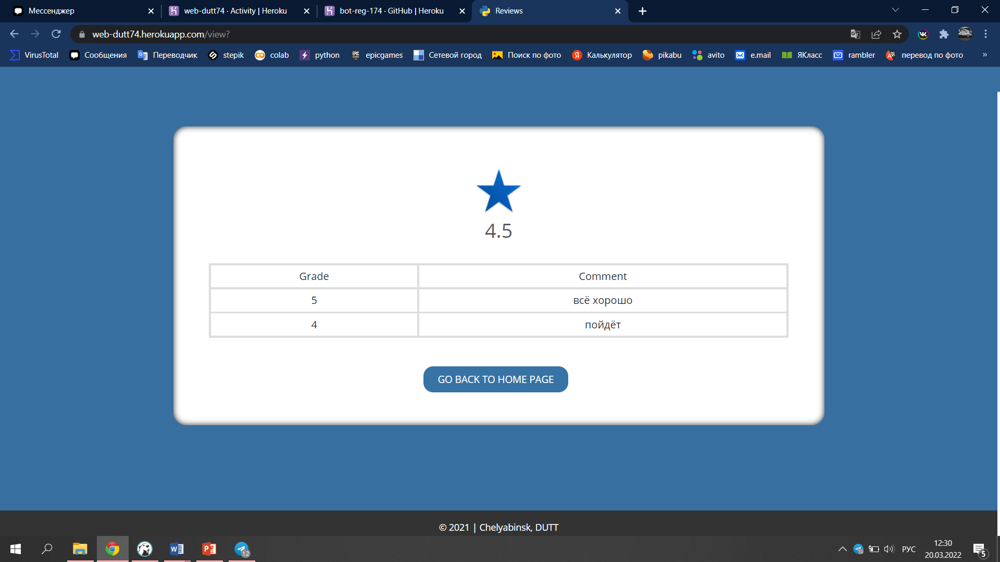 Мессенджер
web-dutt74 · Activity | Heroku
bot-reg-174 · GitHub | Heroku
Reviews
web-dutt74.herokuapp.com/view?
VirusTotal Сообщения Переводчик stepik colab python epicgames Сетевой город Поиск по фото Калькулятор pikabu avito e.mail ЯКласс rambler перевод по фото »
4.5
Grade Comment
5 всё хорошо
4 пойдёт
GO BACK TO HOME PAGE
© 2021 | Chelyabinsk, DUTT
12
РУС
12:30
20.03.2022
5